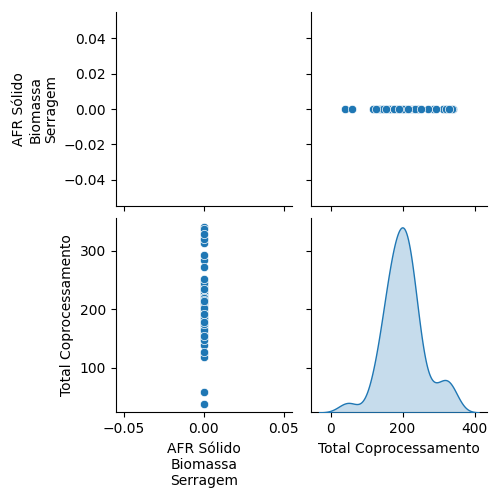 0.04
0.02
0.00
−0.02
−0.04
AFR Sólido
Biomassa
Serragem
300
200
100
Total Coprocessamento
−0.05
0.00
0.05
AFR Sólido
Biomassa
Serragem
0
200
400
Total Coprocessamento